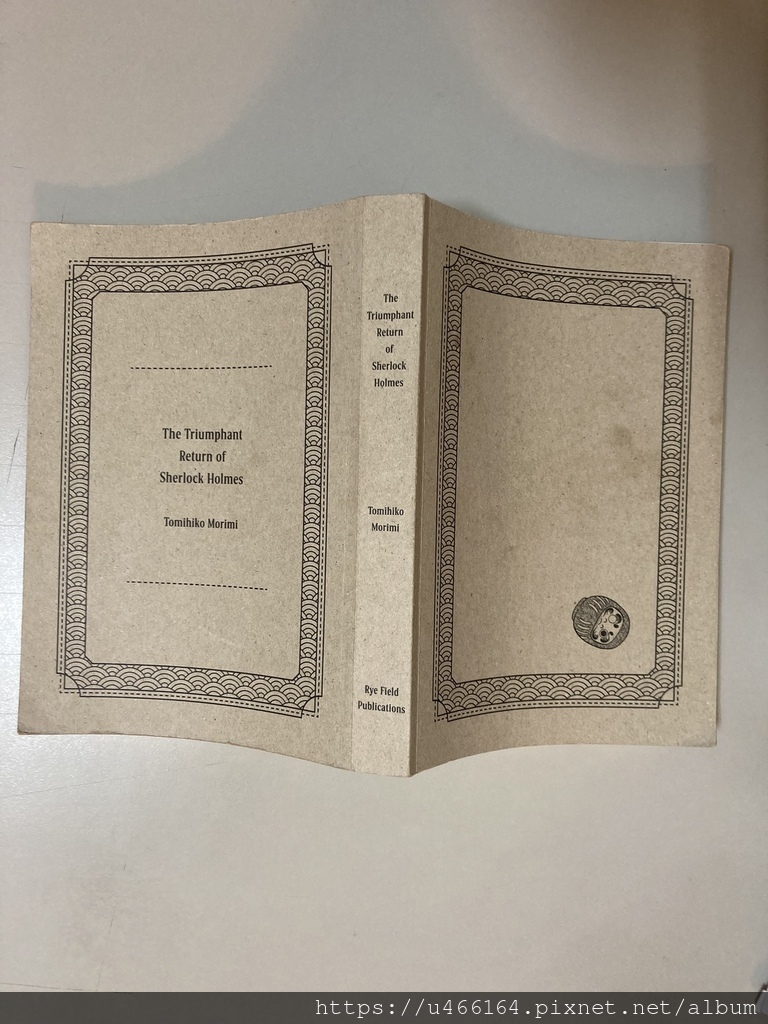 The Triumphant
Return of
Sherlock Holmes
Tomihiko Morimi
The
Triumphant
Return
of
Sherlock
Holmes
Tomihiko
Morimi
Rye Field
Publications
https://u466164.pixnet.net/album